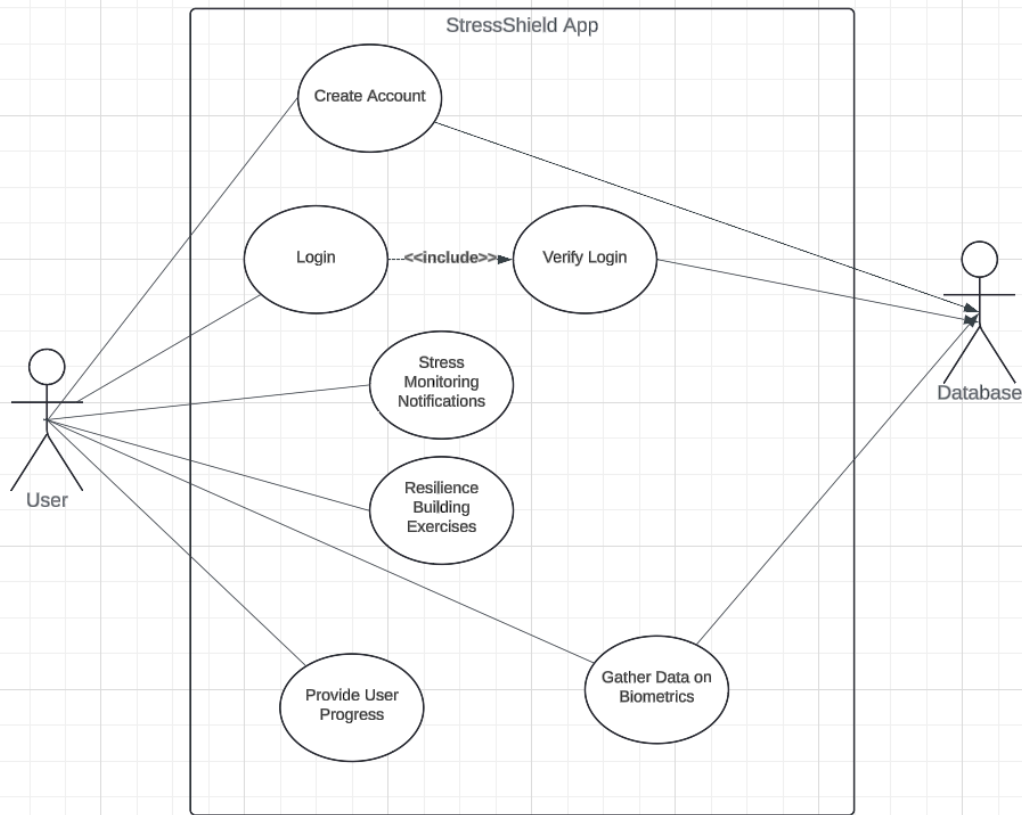 StressShield App
Create Account
Login
<<include>>
Verify Login
Stress
Monitoring
Notifications
Database
Resilience
Building
Exercises
User
Gather Data on
Biometrics
Provide User
Progress